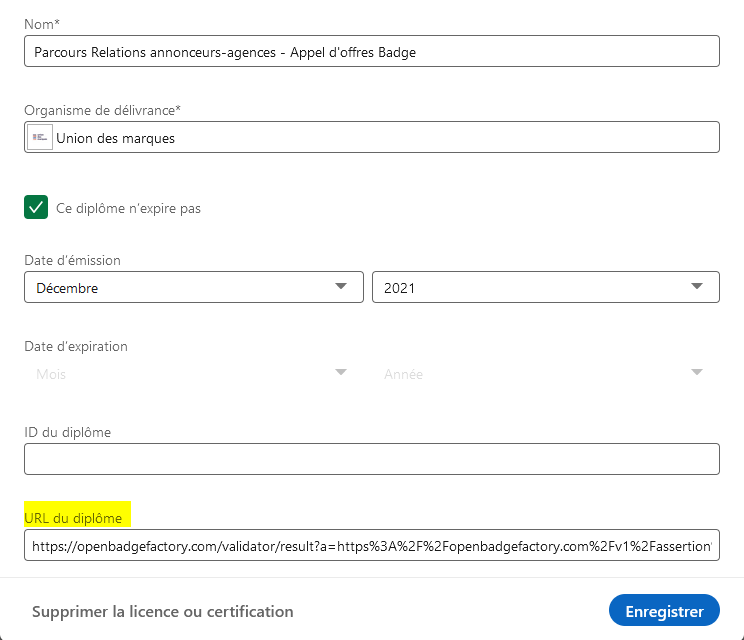 Nom*
Parcours Relations annonceurs-agences - Appel d'offres Badge
Organisme de délivrance*
Union des marques
Ce diplôme n'expire pas
Date d'émission
Décembre 2021
Date d'expiration
Mois Année
ID du diplôme
URL du diplôme
https://openbadgefactory.com/validator/result?a=https%3A%2F%2Fopenbadgefactory.com%2Fv1%2Fassertion
Supprimer la licence ou certification
Enregistrer